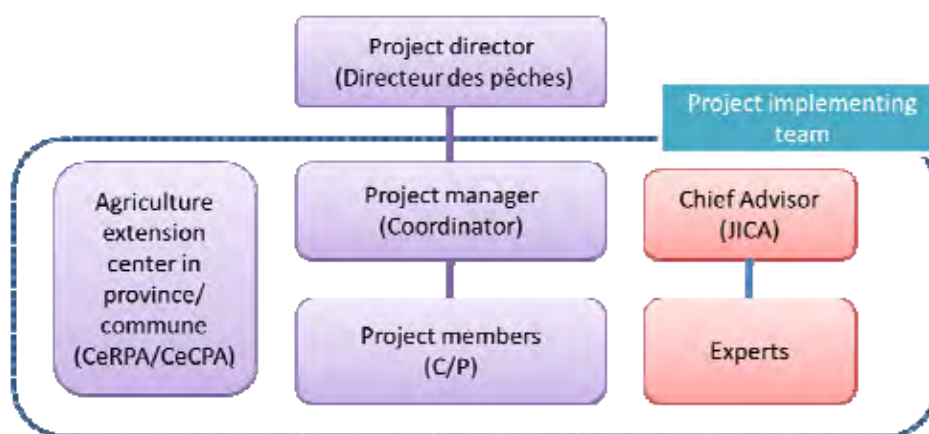 Project director
(Directeur des pêches)
Project implementing
team
Agriculture
extension
center in
province/
commune
(CeRPA/CeCPA)
Project manager
(Coordinator)
Chief Advisor
(JICA)
Project members
(C/P)
Experts